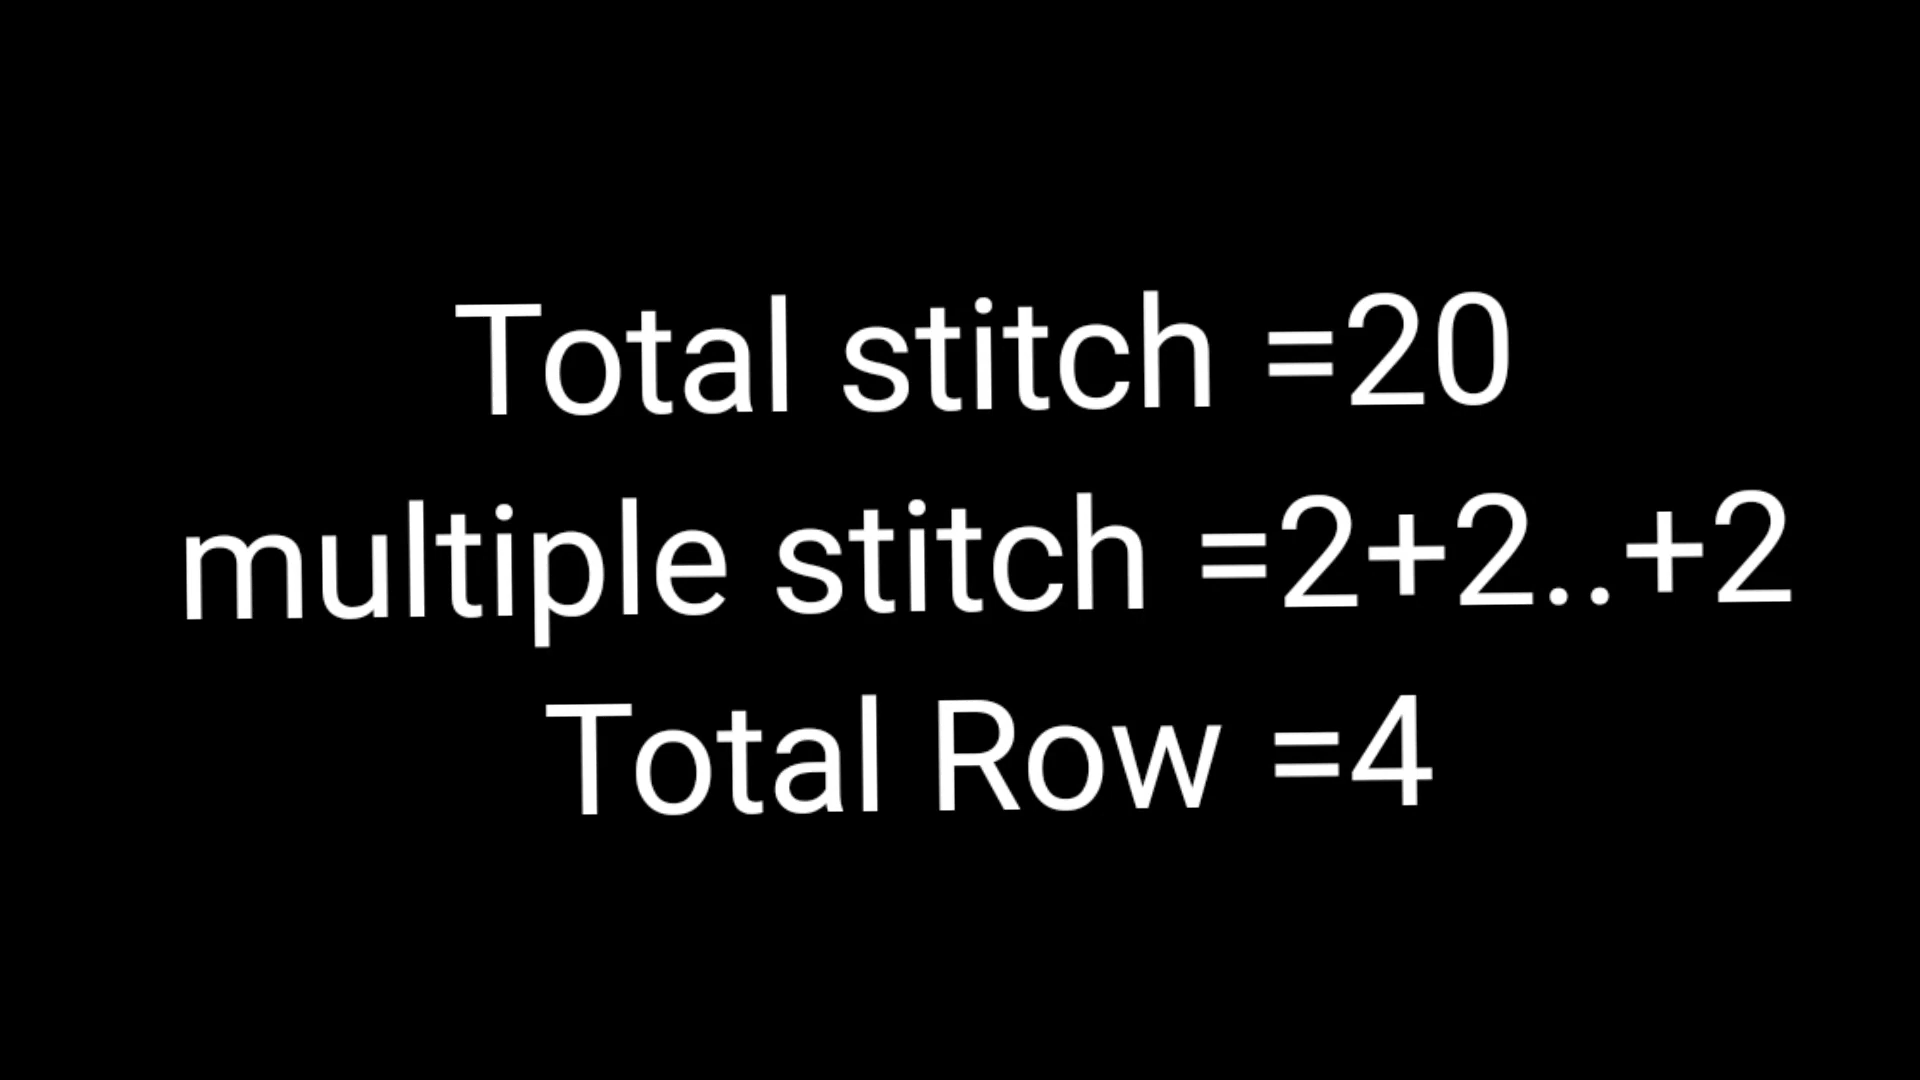 Total stitch =20
multiple stitch =2+2..+2
Total Row =4